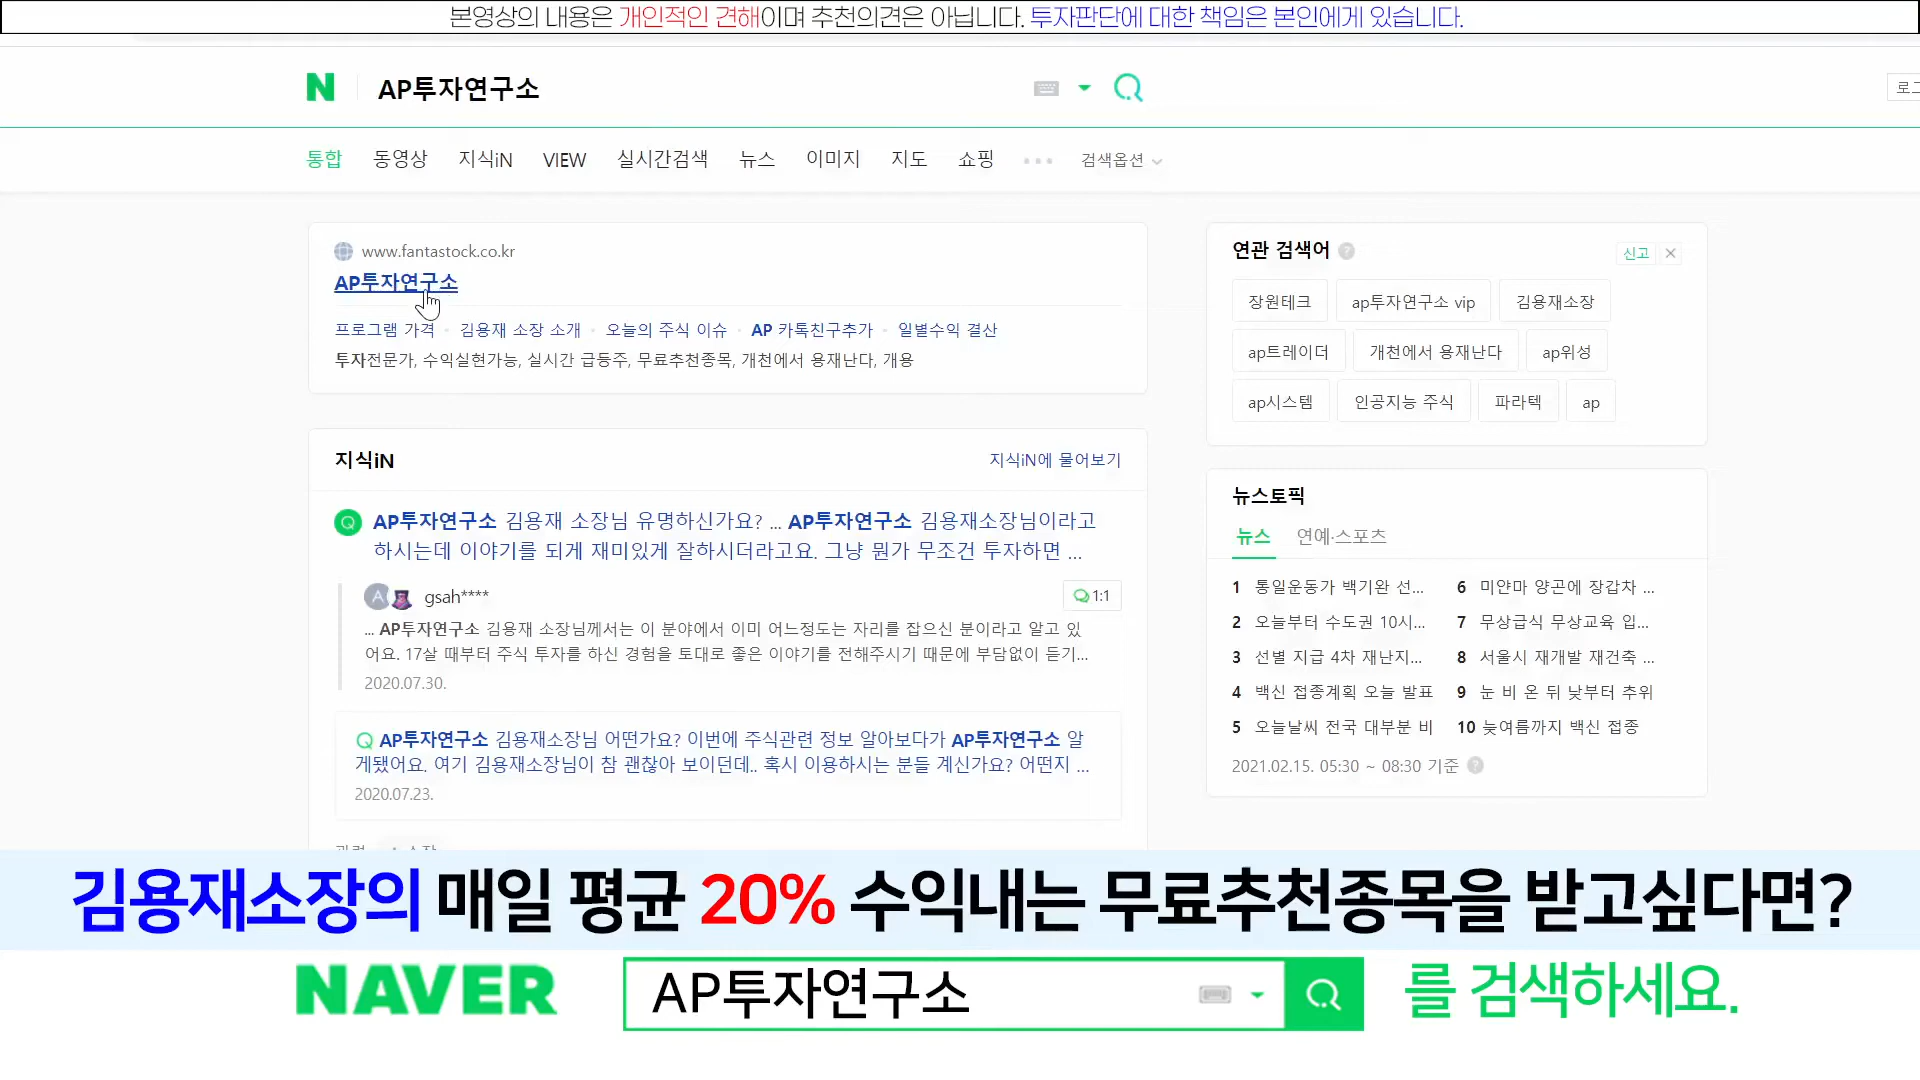 본영상의 내용은 개인적인 견해이며 추천의견은 아닙니다. 투자판단에 대한 책임은 본인에게 있습니다.
N AP투자연구소
로그
통합 동영상 지식iN VIEW 실시간검색 뉴스 이미지 지도 쇼핑 검색옵션
www.fantastock.co.kr
AP투자연구소
프로그램 가격 · 김용재 소장 소개 · 오늘의 주식 이슈 · AP 카톡친구추가 · 일별수익 결산
투자전문가, 수익실현가능, 실시간 급등주, 무료추천종목, 개천에서 용재난다, 개용
지식iN 지식iN에 물어보기
AP투자연구소 김용재 소장님 유명하신가요? ... AP투자연구소 김용재소장님이라고
하시는데 이야기를 되게 재미있게 잘하시더라고요. 그냥 뭔가 무조건 투자하면 ...
A gsah**** 1:1
... AP투자연구소 김용재 소장님께서는 이 분야에서 이미 어느정도는 자리를 잡으신 분이라고 알고 있
어요. 17살 때부터 주식 투자를 하신 경험을 토대로 좋은 이야기를 전해주시기 때문에 부담없이 듣기...
2020.07.30.
AP투자연구소 김용재소장님 어떤가요? 이번에 주식관련 정보 알아보다가 AP투자연구소 알
게됐어요. 여기 김용재소장님이 참 괜찮아 보이던데.. 혹시 이용하시는 분들 계신가요? 어떤지 ...
2020.07.23.
연관 검색어 ? 신고
장원테크 ap투자연구소 vip 김용재소장
ap트레이더 개천에서 용재난다 ap위성
ap시스템 인공지능 주식 파라텍 ap
뉴스토픽
뉴스 연예·스포츠
1 통일운동가 백기완 선... 6 미얀마 양곤에 장갑차 ...
2 오늘부터 수도권 10시... 7 무상급식 무상교육 입...
3 선별 지급 4차 재난지... 8 서울시 재개발 재건축 ...
4 백신 접종계획 오늘 발표 9 눈 비 온 뒤 낮부터 추위
5 오늘날씨 전국 대부분 비 10 늦여름까지 백신 접종
2021.02.15. 05:30 ~ 08:30 기준 ?
김용재소장의 매일 평균 20% 수익내는 무료추천종목을 받고싶다면?
NAVER AP투자연구소 를 검색하세요.